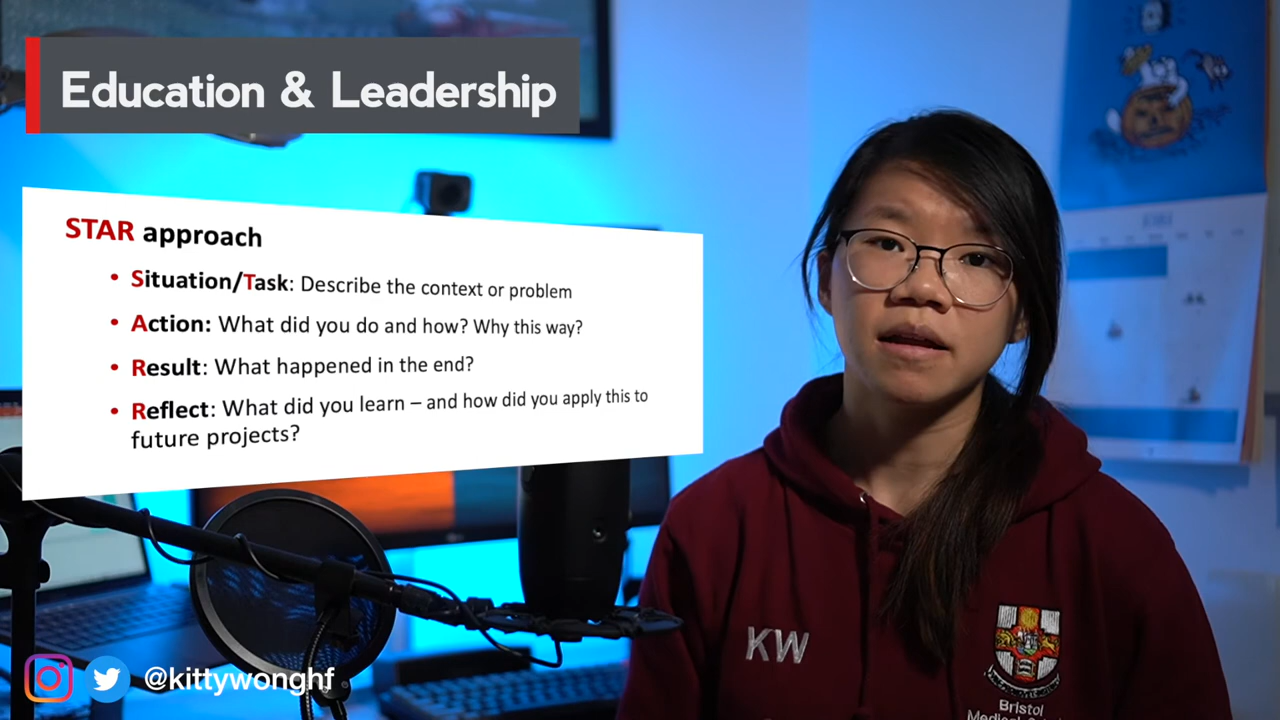 Education & Leadership
STAR approach
• Situation/Task: Describe the context or problem
• Action: What did you do and how? Why this way?
• Result: What happened in the end?
• Reflect: What did you learn – and how did you apply this to
future projects?
KW
Bristol
Medical
@kittywonghf